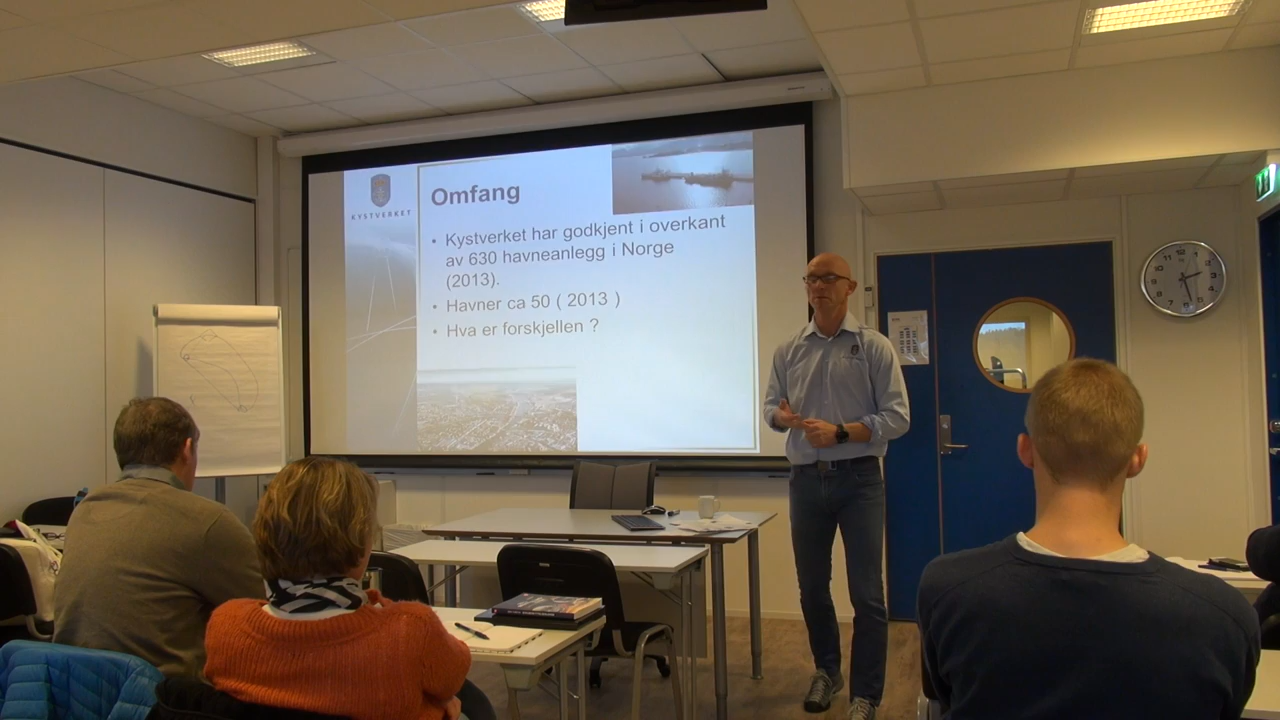 KYSTVERKET
Omfang
• Kystverket har godkjent i overkant
av 630 havneanlegg i Norge
(2013).
• Havner ca 50 ( 2013 )
• Hva er forskjellen ?